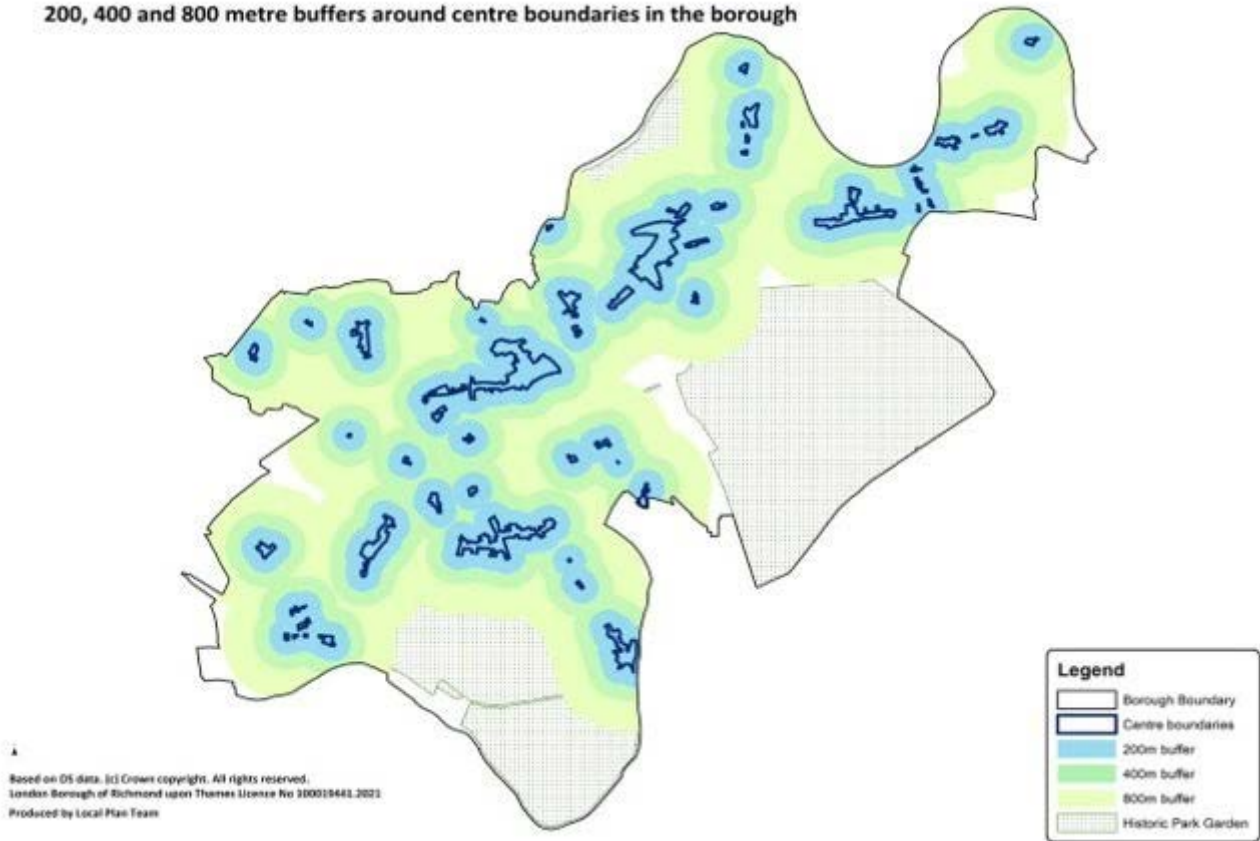 200, 400 and 800 metre buffers around centre boundaries in the borough
Legend
Borough Boundary
Centre boundaries
200m buffer
400m buffer
800m buffer
Historic Park Garden
Based on OS data. (c) Crown copyright. All rights reserved.
London Borough of Richmond upon Thames Licence No 100019441.2021
Produced by Local Plan Team